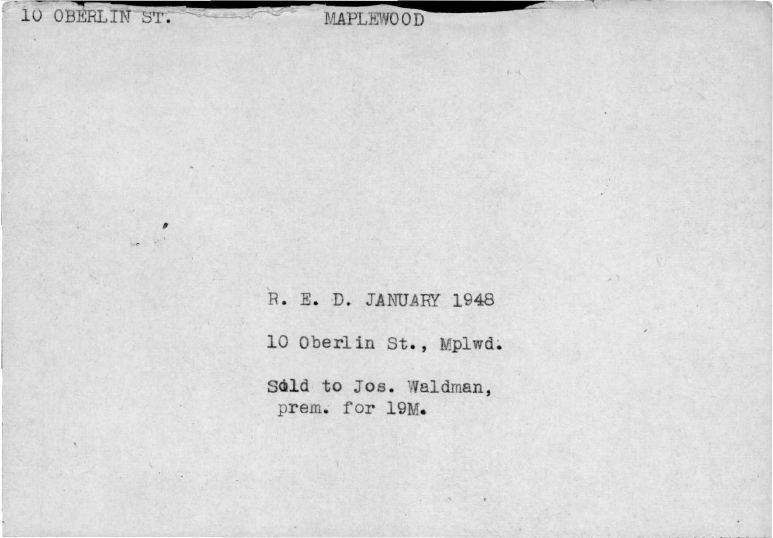 10 OBERLIN ST. MAPLEWOOD
R. E. D. JANUARY 1948
10 Oberlin St., Mplwd.
Sold to Jos. Waldman,
prem. for 19M.